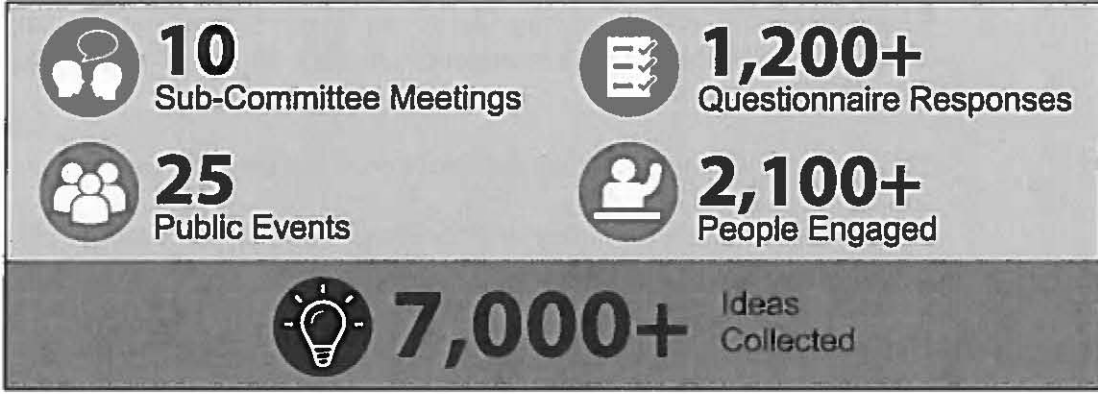 10
Sub-Committee Meetings
1,200+
Questionnaire Responses
25
Public Events
2,100+
People Engaged
7,000+
Ideas
Collected